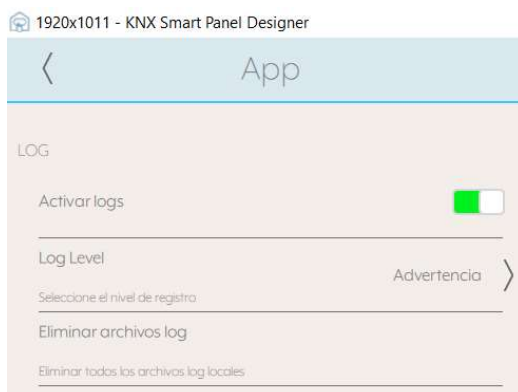 1920x1011 - KNX Smart Panel Designer
App
LOG
Activar logs
Log Level
Advertencia
Seleccione el nivel de registro
Eliminar archivos log
Eliminar todos los archivos log locales